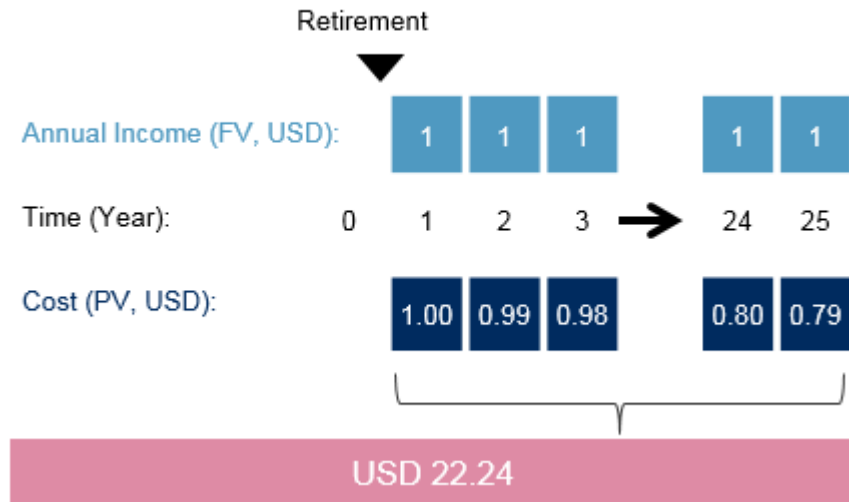 Retirement
Annual Income (FV, USD): 1 1 1 1 1
Time (Year): 0 1 2 3 24 25
Cost (PV, USD): 1.00 0.99 0.98 0.80 0.79
USD 22.24